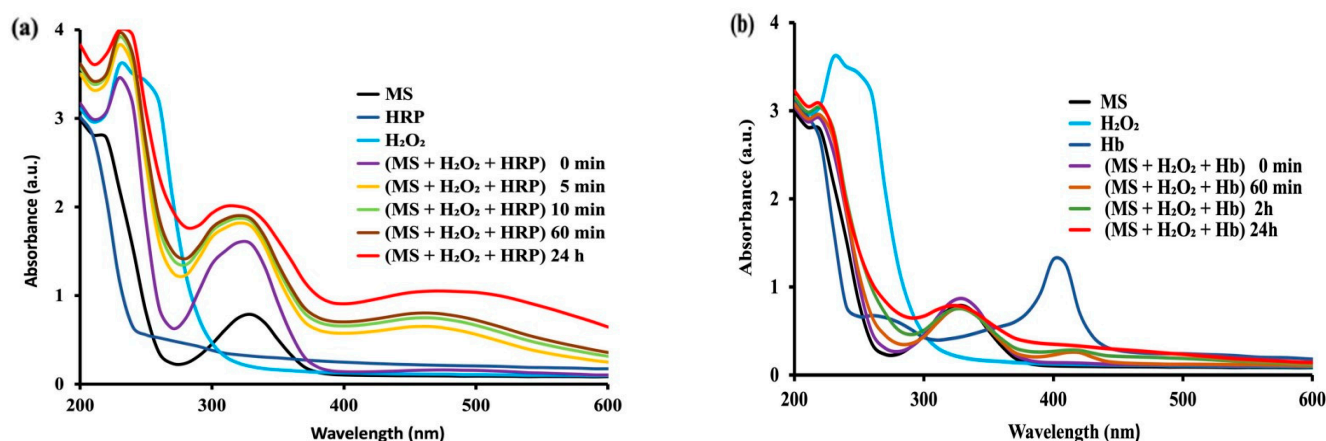 (a)
4
3
2
1
0
200
300
400
500
600
Absorbance (a.u.)
Wavelength (nm)
MS
HRP
H₂O₂
(MS + H₂O₂ + HRP) 0 min
(MS + H₂O₂ + HRP) 5 min
(MS + H₂O₂ + HRP) 10 min
(MS + H₂O₂ + HRP) 60 min
(MS + H₂O₂ + HRP) 24 h
(b)
4
3
2
1
0
200
300
400
500
600
Absorbance (a.u.)
Wavelength (nm)
MS
H₂O₂
Hb
(MS + H₂O₂ + Hb) 0 min
(MS + H₂O₂ + Hb) 60 min
(MS + H₂O₂ + Hb) 2h
(MS + H₂O₂ + Hb) 24h